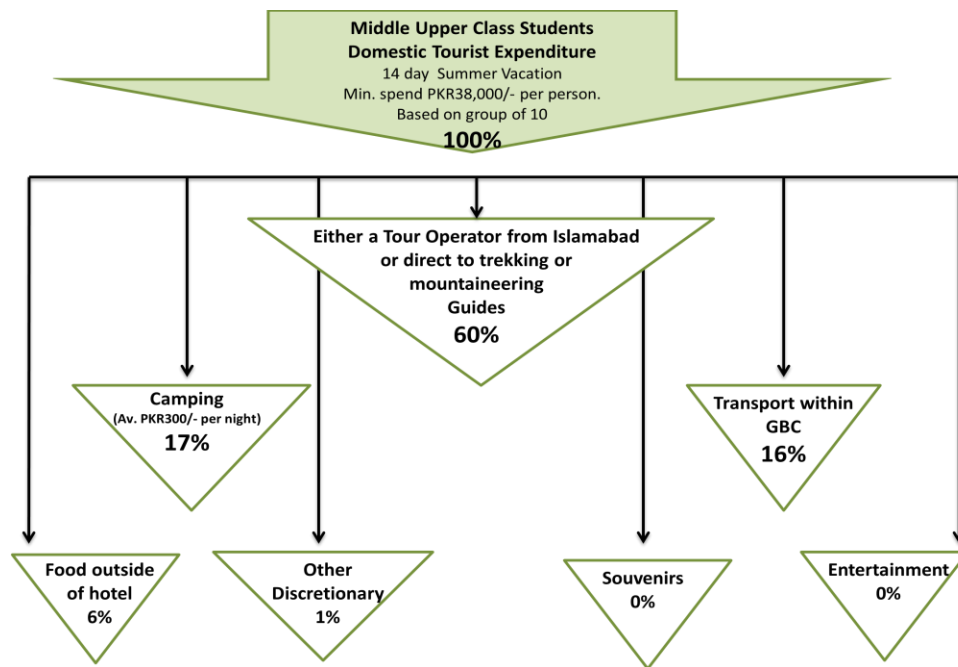 Middle Upper Class Students
Domestic Tourist Expenditure
14 day Summer Vacation
Min. spend PKR38,000/- per person.
Based on group of 10
100%
Either a Tour Operator from Islamabad
or direct to trekking or
mountaineering
Guides
60%
Camping
(Av. PKR300/- per night)
17%
Transport within
GBC
16%
Food outside
of hotel
6%
Other
Discretionary
1%
Souvenirs
0%
Entertainment
0%